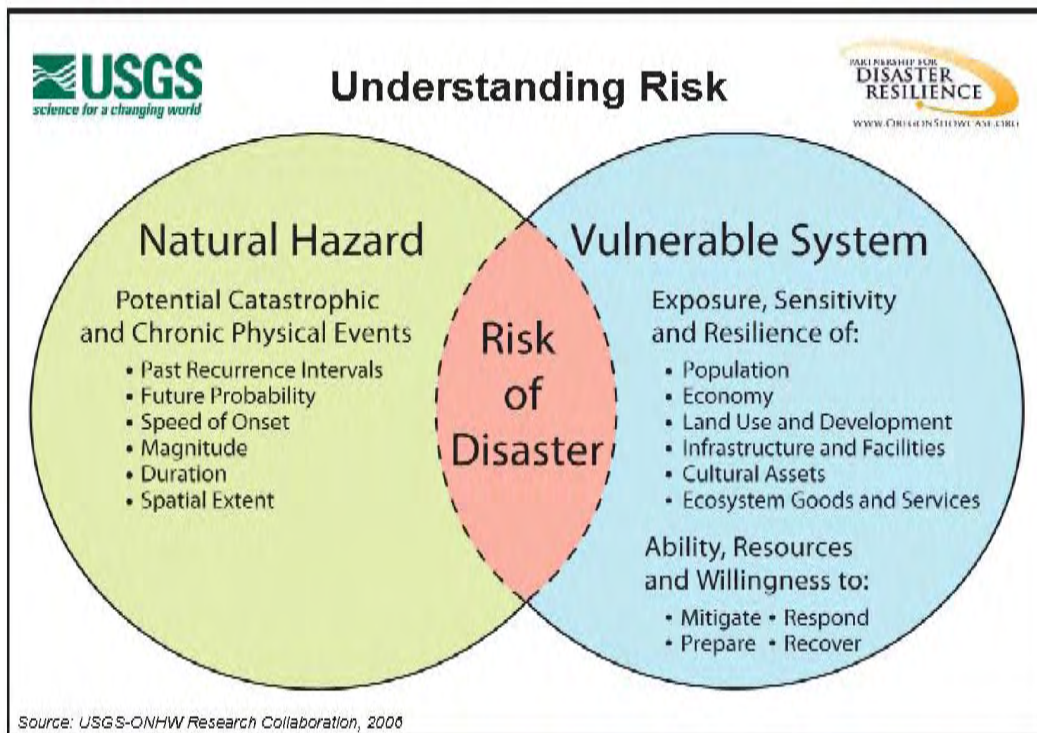 USGS
science for a changing world
Understanding Risk
PARTNERSHIP FOR
DISASTER
RESILIENCE
WWW.OREGONSHOWCASE.ORG
Natural Hazard
Potential Catastrophic
and Chronic Physical Events
• Past Recurrence Intervals
• Future Probability
• Speed of Onset
• Magnitude
• Duration
• Spatial Extent
Risk
of
Disaster
Vulnerable System
Exposure, Sensitivity
and Resilience of:
• Population
• Economy
• Land Use and Development
• Infrastructure and Facilities
• Cultural Assets
• Ecosystem Goods and Services
Ability, Resources
and Willingness to:
• Mitigate • Respond
• Prepare • Recover
Source: USGS-ONHW Research Collaboration, 2006